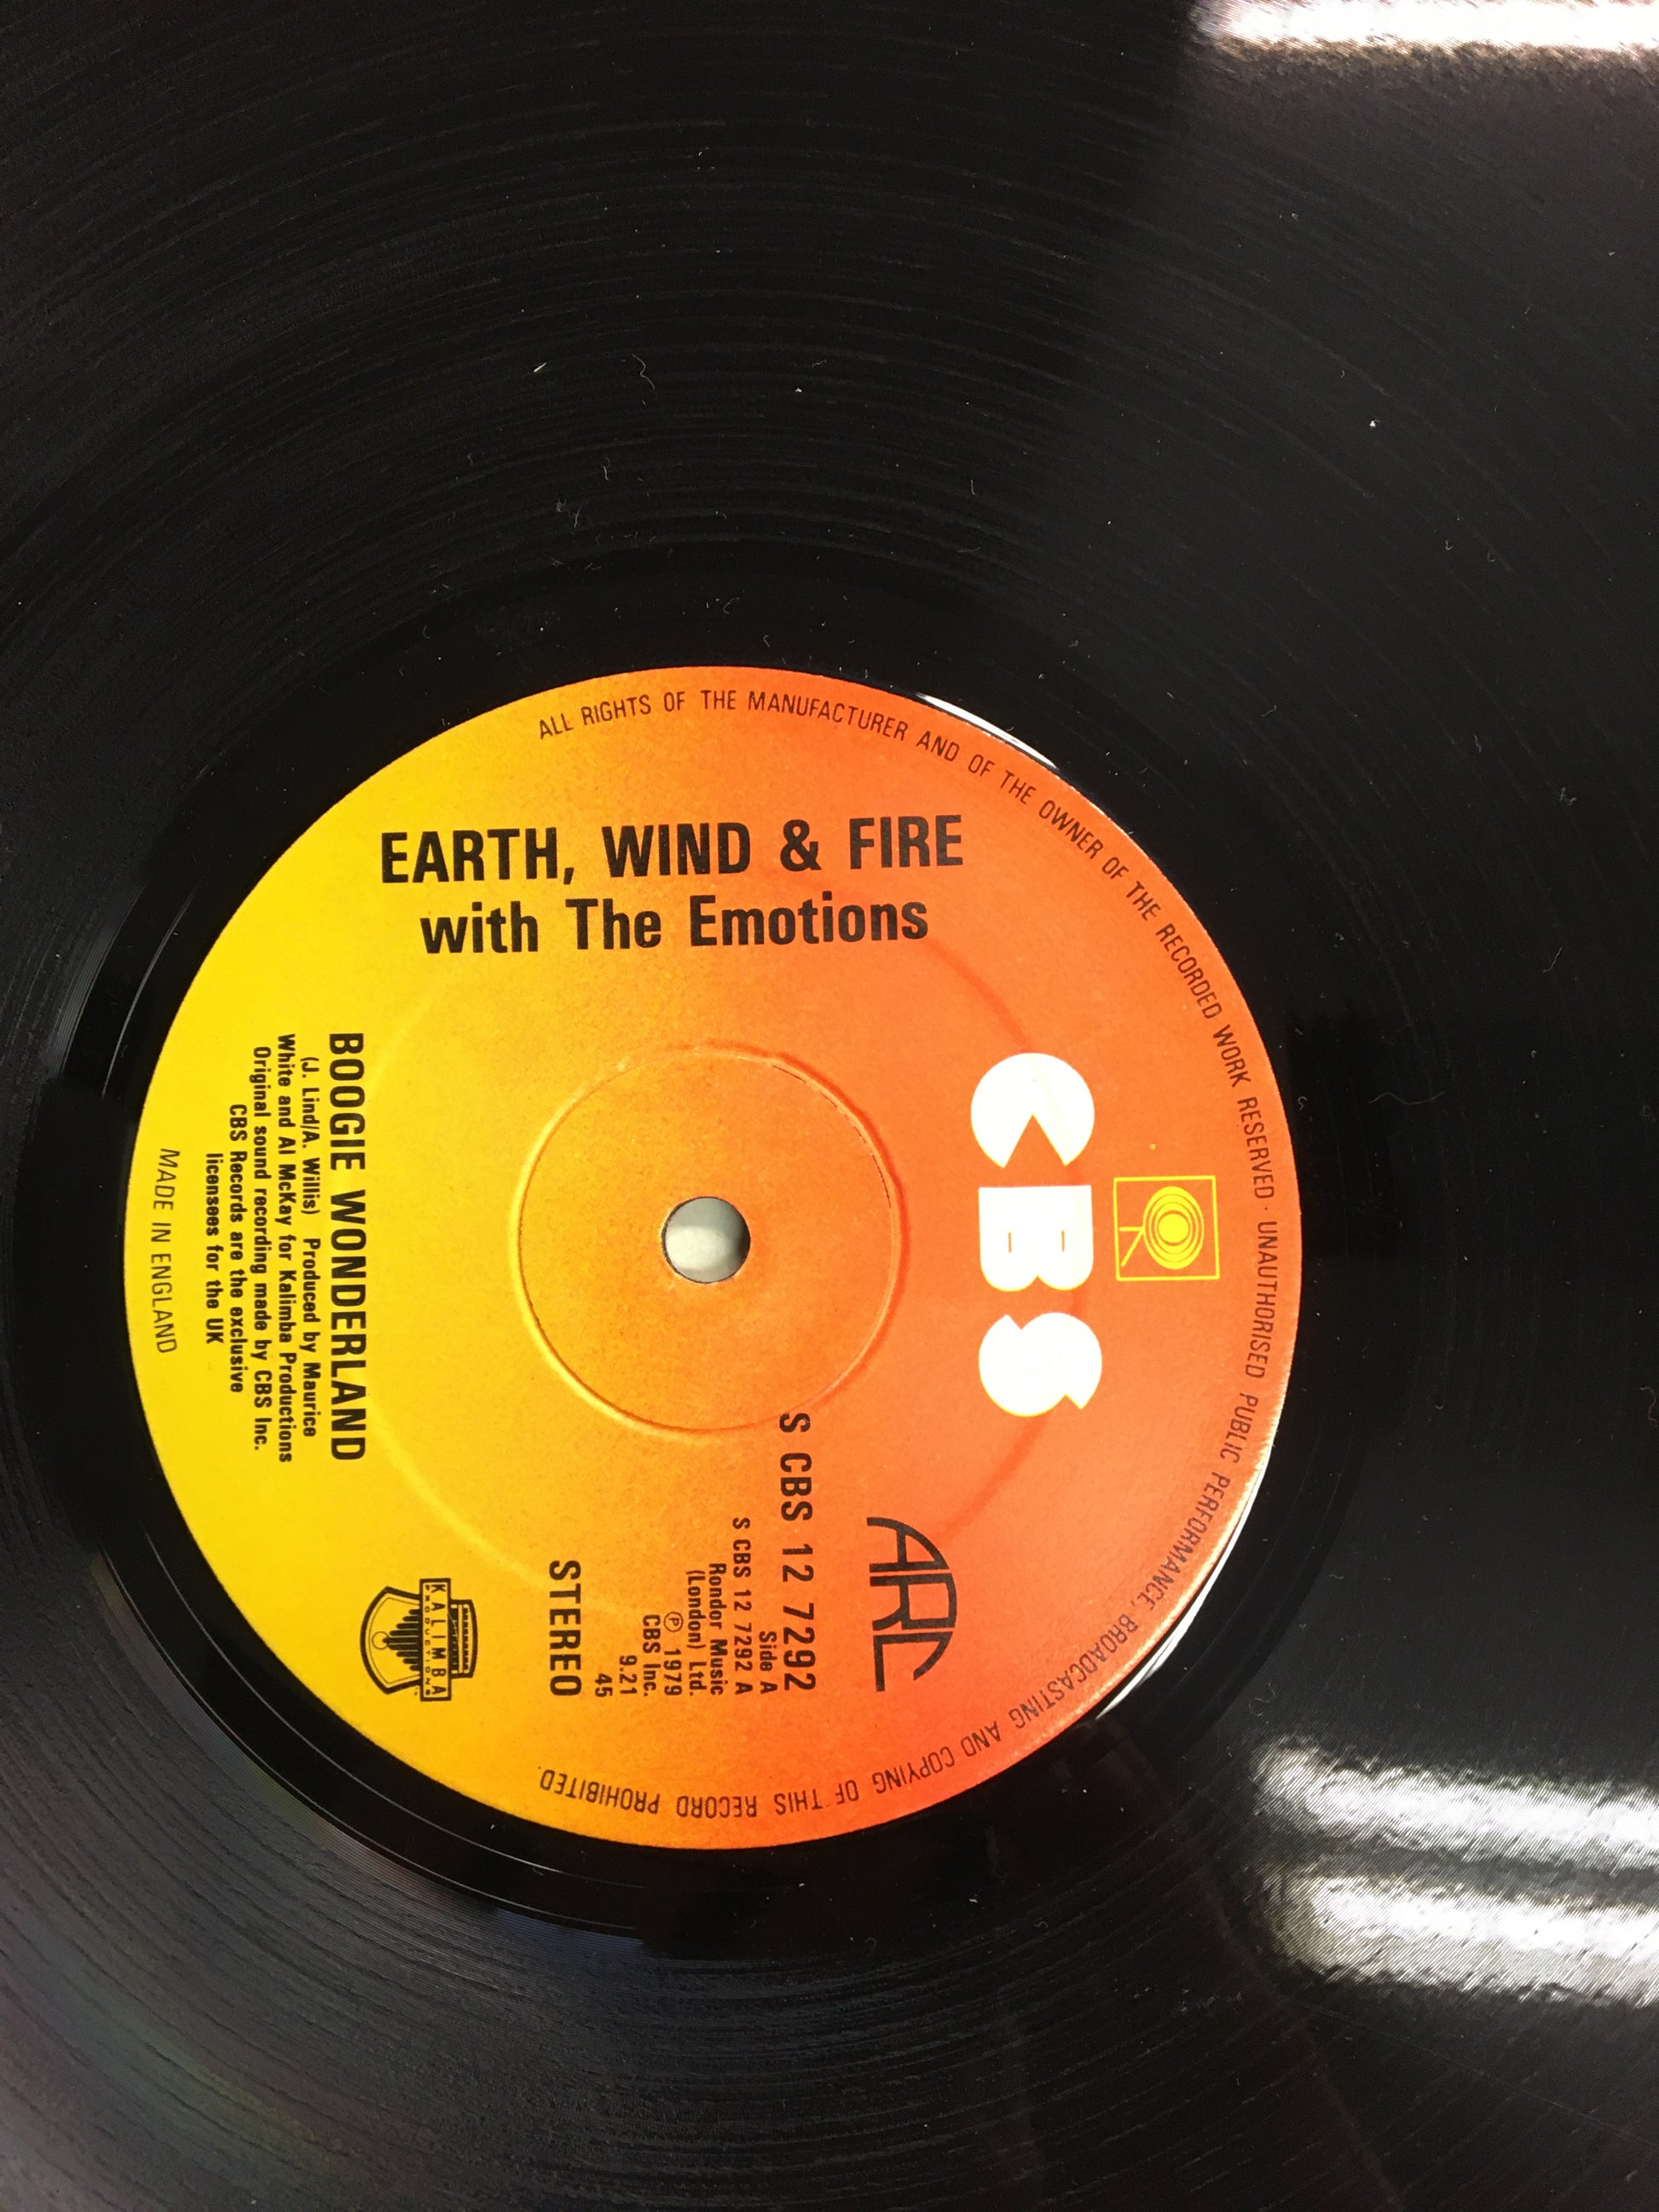 ALL RIGHTS OF THE MANUFACTURER AND OF THE OWNER OF THE RECORDED WORK RESERVED · UNAUTHORISED PUBLIC PERFORMANCE, BROADCASTING AND COPYING OF THIS RECORD PROHIBITED.
CBS
ARC
S CBS 12 7292
Side A
S CBS 12 7292 A
Rondor Music
(London) Ltd.
℗ 1979
CBS Inc.
9.21
45
STEREO
KALIMBA
PRODUCTIONS
EARTH, WIND & FIRE
with The Emotions
BOOGIE WONDERLAND
(J. Lind/A. Willis) Produced by Maurice
White and Al McKay for Kalimba Productions
Original sound recording made by CBS Inc.
CBS Records are the exclusive
licensees for the UK
MADE IN ENGLAND